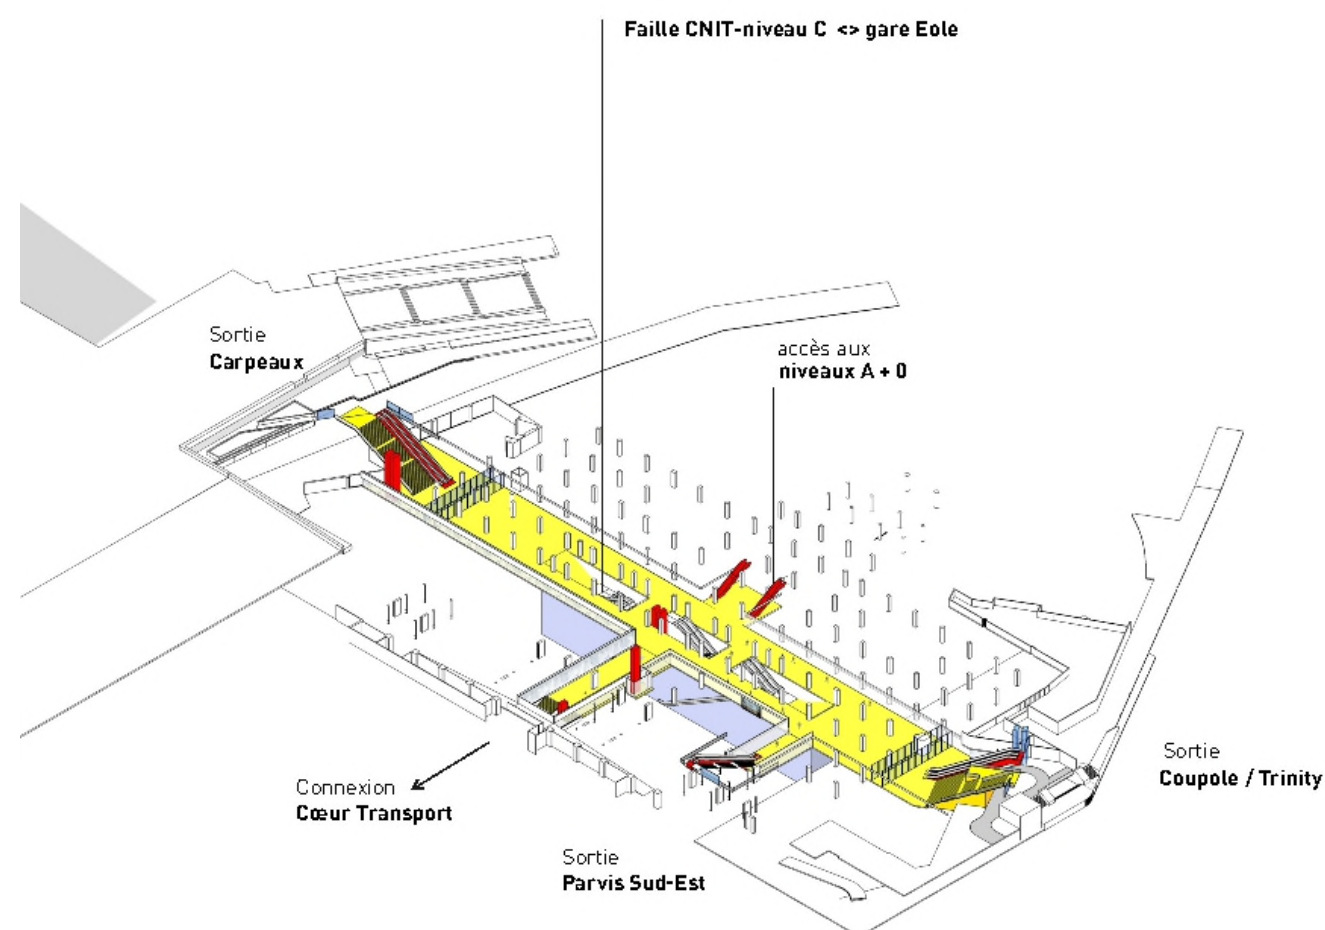 Faille CNIT-niveau C <> gare Eole
Sortie
Carpeaux
accès aux
niveaux A + 0
Connexion
Cœur Transport
Sortie
Parvis Sud-Est
Sortie
Coupole / Trinity